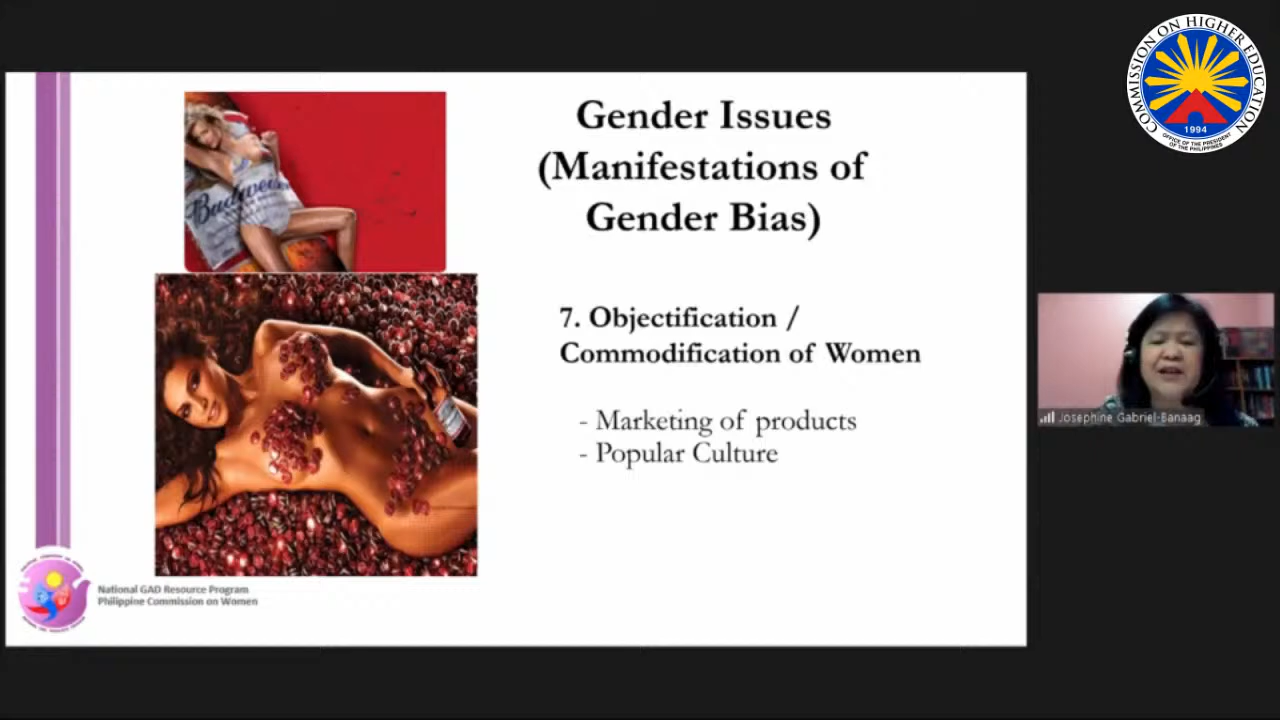 COMMISSION ON HIGHER EDUCATION
1994
OFFICE OF THE PRESIDENT
OF THE PHILIPPINES
Gender Issues
(Manifestations of
Gender Bias)
Budweiser
7. Objectification /
Commodification of Women
- Marketing of products
- Popular Culture
Josephine Gabriel-Banaag
National GAD Resource Program
Philippine Commission on Women